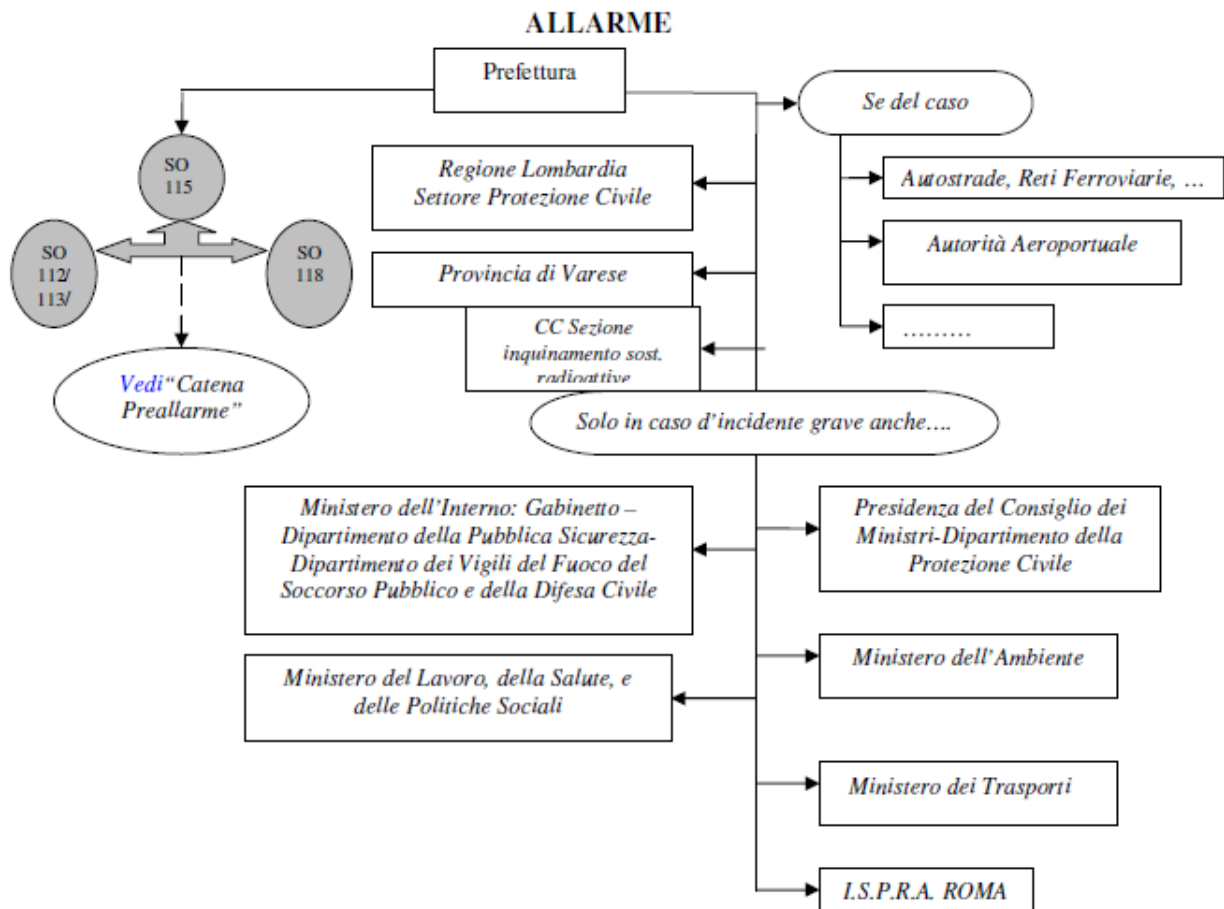 ALLARME
Prefettura
Se del caso
SO
115
Regione Lombardia
Settore Protezione Civile
Autostrade, Reti Ferroviarie, …
SO
112/
113/
SO
118
Autorità Aeroportuale
Provincia di Varese
CC Sezione
inquinamento sost.
radioattive
………
Vedi“Catena
Preallarme”
Solo in caso d’incidente grave anche….
Ministero dell’Interno: Gabinetto –
Dipartimento della Pubblica Sicurezza-
Dipartimento dei Vigili del Fuoco del
Soccorso Pubblico e della Difesa Civile
Presidenza del Consiglio dei
Ministri-Dipartimento della
Protezione Civile
Ministero del Lavoro, della Salute, e
delle Politiche Sociali
Ministero dell’Ambiente
Ministero dei Trasporti
I.S.P.R.A. ROMA